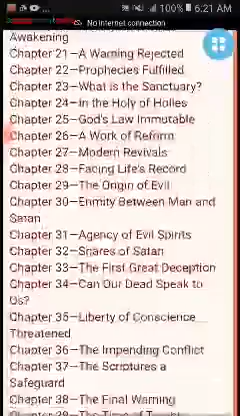 100% 6:21 AM
No Internet connection
Awakening
Chapter 21—A Warning Rejected
Chapter 22—Prophecies Fulfilled
Chapter 23—What is the Sanctuary?
Chapter 24—In the Holy of Holies
Chapter 25—God's Law Immutable
Chapter 26—A Work of Reform
Chapter 27—Modern Revivals
Chapter 28—Facing Life's Record
Chapter 29—The Origin of Evil
Chapter 30—Enmity Between Man and
Satan
Chapter 31—Agency of Evil Spirits
Chapter 32—Snares of Satan
Chapter 33—The First Great Deception
Chapter 34—Can Our Dead Speak to
Us?
Chapter 35—Liberty of Conscience
Threatened
Chapter 36—The Impending Conflict
Chapter 37—The Scriptures a
Safeguard
Chapter 38—The Final Warning
Chapter 39—The Time of